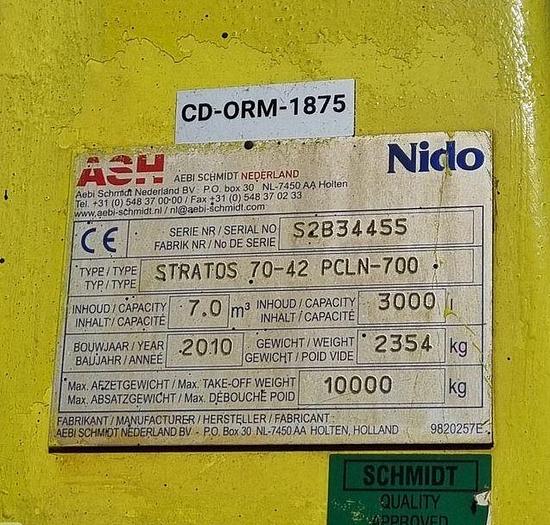 CD-ORM-1875
ASH AEBI SCHMIDT NEDERLAND Nido
Aebi Schmidt Nederland BV · P.O. box 30 NL-7450 AA Holten
Tel. +31 (0) 548 37 00-00 / Fax +31 (0) 548 37 02 33
www.aebi-schmidt.nl / nl@aebi-schmidt.com
CE
SERIE NR / SERIAL NO
FABRIK NR / No DE SERIE
S2B34455
TYPE / TYPE
TYP / TYPE
STRATOS 70-42 PCLN-700
INHOUD / CAPACITY
INHALT / CAPACITÉ
7.0 m³
INHOUD / CAPACITY
INHALT / CAPACITÉ
3000 l
BOUWJAAR / YEAR
BAUJAHR / ANNÉE
2010
GEWICHT / WEIGHT
GEWICHT / POID VIDE
2354 kg
Max. AFZETGEWICHT / Max. TAKE-OFF WEIGHT
Max. ABSATZGEWICHT / Max. DÉBOUCHÉ POID
10000 kg
FABRIKANT / MANUFACTURER / HERSTELLER / FABRICANT :
AEBI SCHMIDT NEDERLAND BV - P.O. Box 30 NL-7450 AA HOLTEN, HOLLAND 9820257E
SCHMIDT
QUALITY
APPROVED